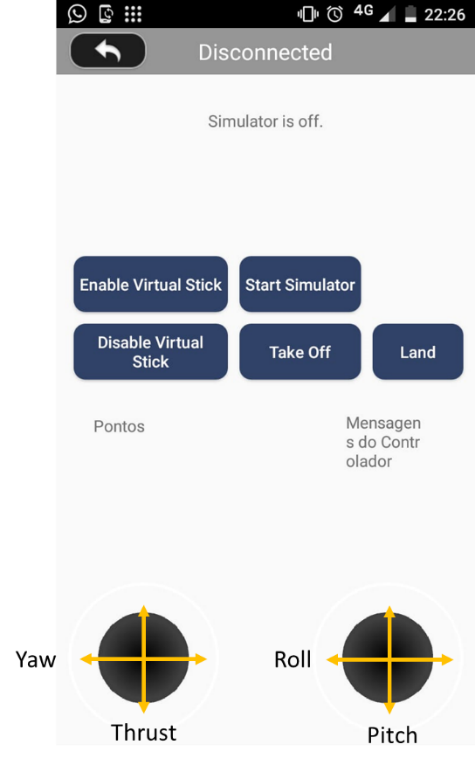 4G 22:26
Disconnected
Simulator is off.
Enable Virtual Stick Start Simulator
Disable Virtual
Stick
Take Off
Land
Pontos
Mensagen
s do Contr
olador
Yaw
Roll
Thrust
Pitch